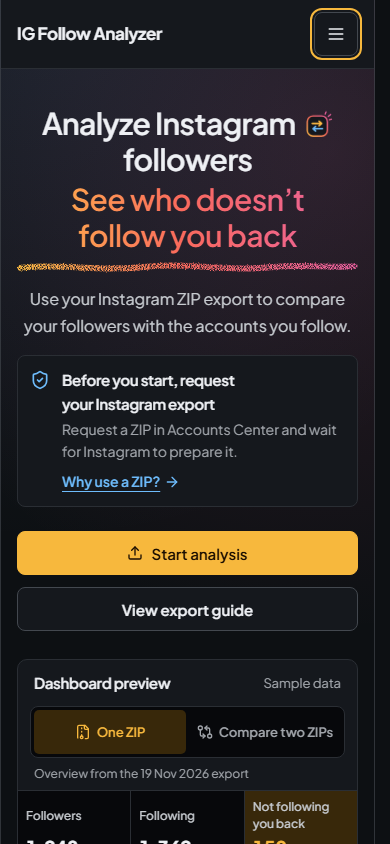 IG Follow Analyzer
Analyze Instagram
followers
See who doesn't
follow you back
Use your Instagram ZIP export to compare
your followers with the accounts you follow.
Before you start, request
your Instagram export
Request a ZIP in Accounts Center and wait
for Instagram to prepare it.
Why use a ZIP? →
Start analysis
View export guide
Dashboard preview
Sample data
One ZIP
Compare two ZIPs
Overview from the 19 Nov 2026 export
Followers
Following
Not following
you back